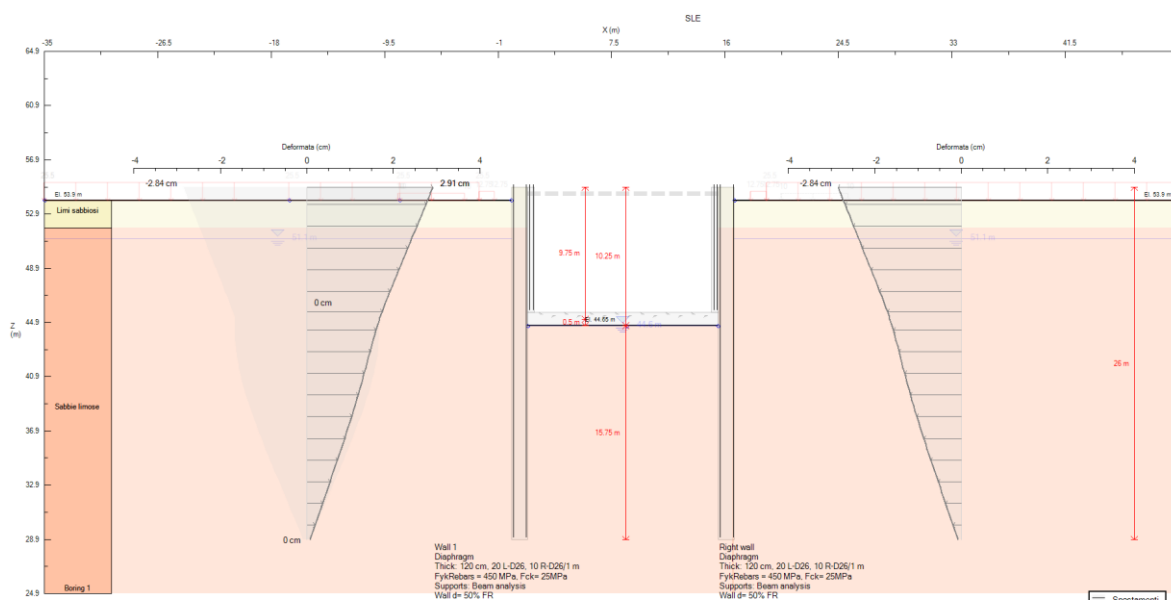 SLE
X (m)
-35 -26.5 -18 -9.5 -1 7.5 16 24.5 33 41.5
64.9
60.9
56.9
52.9
48.9
44.9
Z
(m)
40.9
36.9
32.9
28.9
24.9
Deformata (cm)
-4 -2 0 2 4
-2.84 cm 2.91 cm
El. 53.9 m
Limi sabbiosi
0 cm
0 cm
Sabbie limose
Boring 1
9.75 m
10.25 m
0.5 m
El. 44.65 m
15.75 m
Deformata (cm)
-4 -2 0 2 4
-2.84 cm
El. 53.9 m
51.1 m
26 m
Wall 1
Diaphragm
Thick: 120 cm, 20 L-D26, 10 R-D26/1 m
FykRebars = 450 MPa, Fck= 25MPa
Supports: Beam analysis
Wall d= 50% FR
Right wall
Diaphragm
Thick: 120 cm, 20 L-D26, 10 R-D26/1 m
FykRebars = 450 MPa, Fck= 25MPa
Supports: Beam analysis
Wall d= 50% FR
Spostamenti